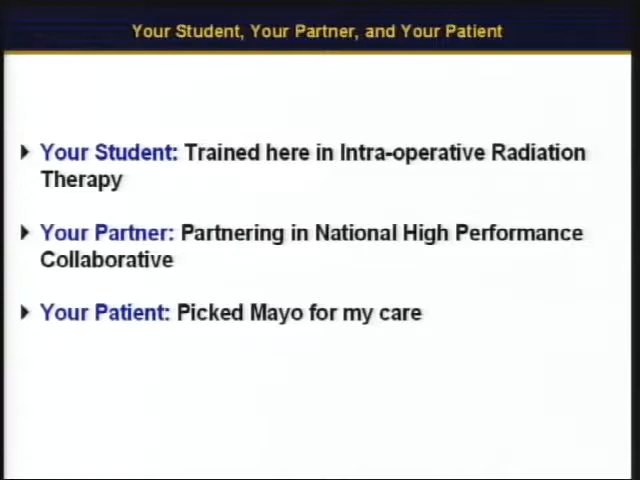 Your Student, Your Partner, and Your Patient
Your Student: Trained here in Intra-operative Radiation
Therapy
Your Partner: Partnering in National High Performance
Collaborative
Your Patient: Picked Mayo for my care